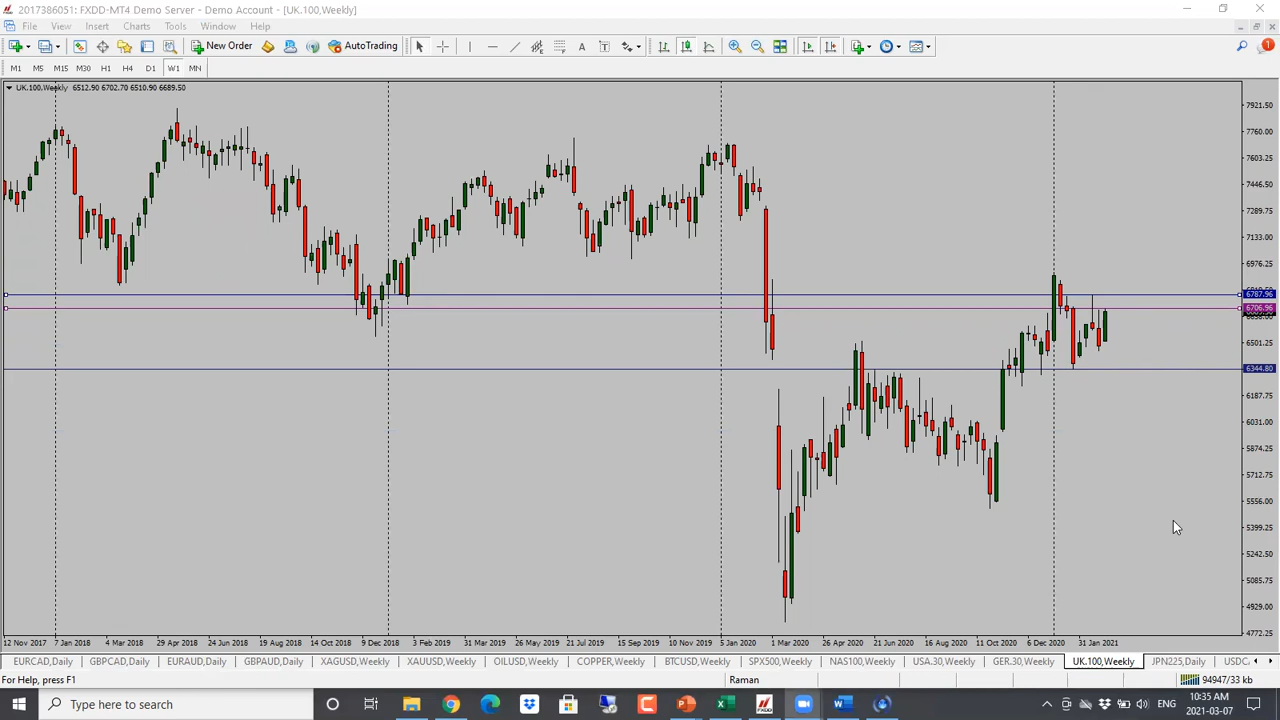 2017386051: FXDD-MT4 Demo Server - Demo Account - [UK.100,Weekly]
File View Insert Charts Tools Window Help
New Order AutoTrading
M1 M5 M15 M30 H1 H4 D1 W1 MN
UK.100,Weekly 6512.90 6702.70 6510.90 6689.50
7921.50
7760.00
7603.25
7446.50
7289.75
7133.00
6976.25
6787.96
6706.96
6501.25
6344.80
6187.75
6031.00
5874.25
5712.75
5556.00
5399.25
5242.50
5085.75
4929.00
4772.25
12 Nov 2017 7 Jan 2018 4 Mar 2018 29 Apr 2018 24 Jun 2018 19 Aug 2018 14 Oct 2018 9 Dec 2018 3 Feb 2019 31 Mar 2019 26 May 2019 21 Jul 2019 15 Sep 2019 10 Nov 2019 5 Jan 2020 1 Mar 2020 26 Apr 2020 21 Jun 2020 16 Aug 2020 11 Oct 2020 6 Dec 2020 31 Jan 2021
EURCAD,Daily GBPCAD,Daily EURAUD,Daily GBPAUD,Daily XAGUSD,Weekly XAUUSD,Weekly OILUSD,Weekly COPPER,Weekly BTCUSD,Weekly SPX500,Weekly NAS100,Weekly USA.30,Weekly GER.30,Weekly UK.100,Weekly JPN225,Daily USDC
For Help, press F1 Raman 94947/33 kb
Type here to search
ENG 10:35 AM 2021-03-07